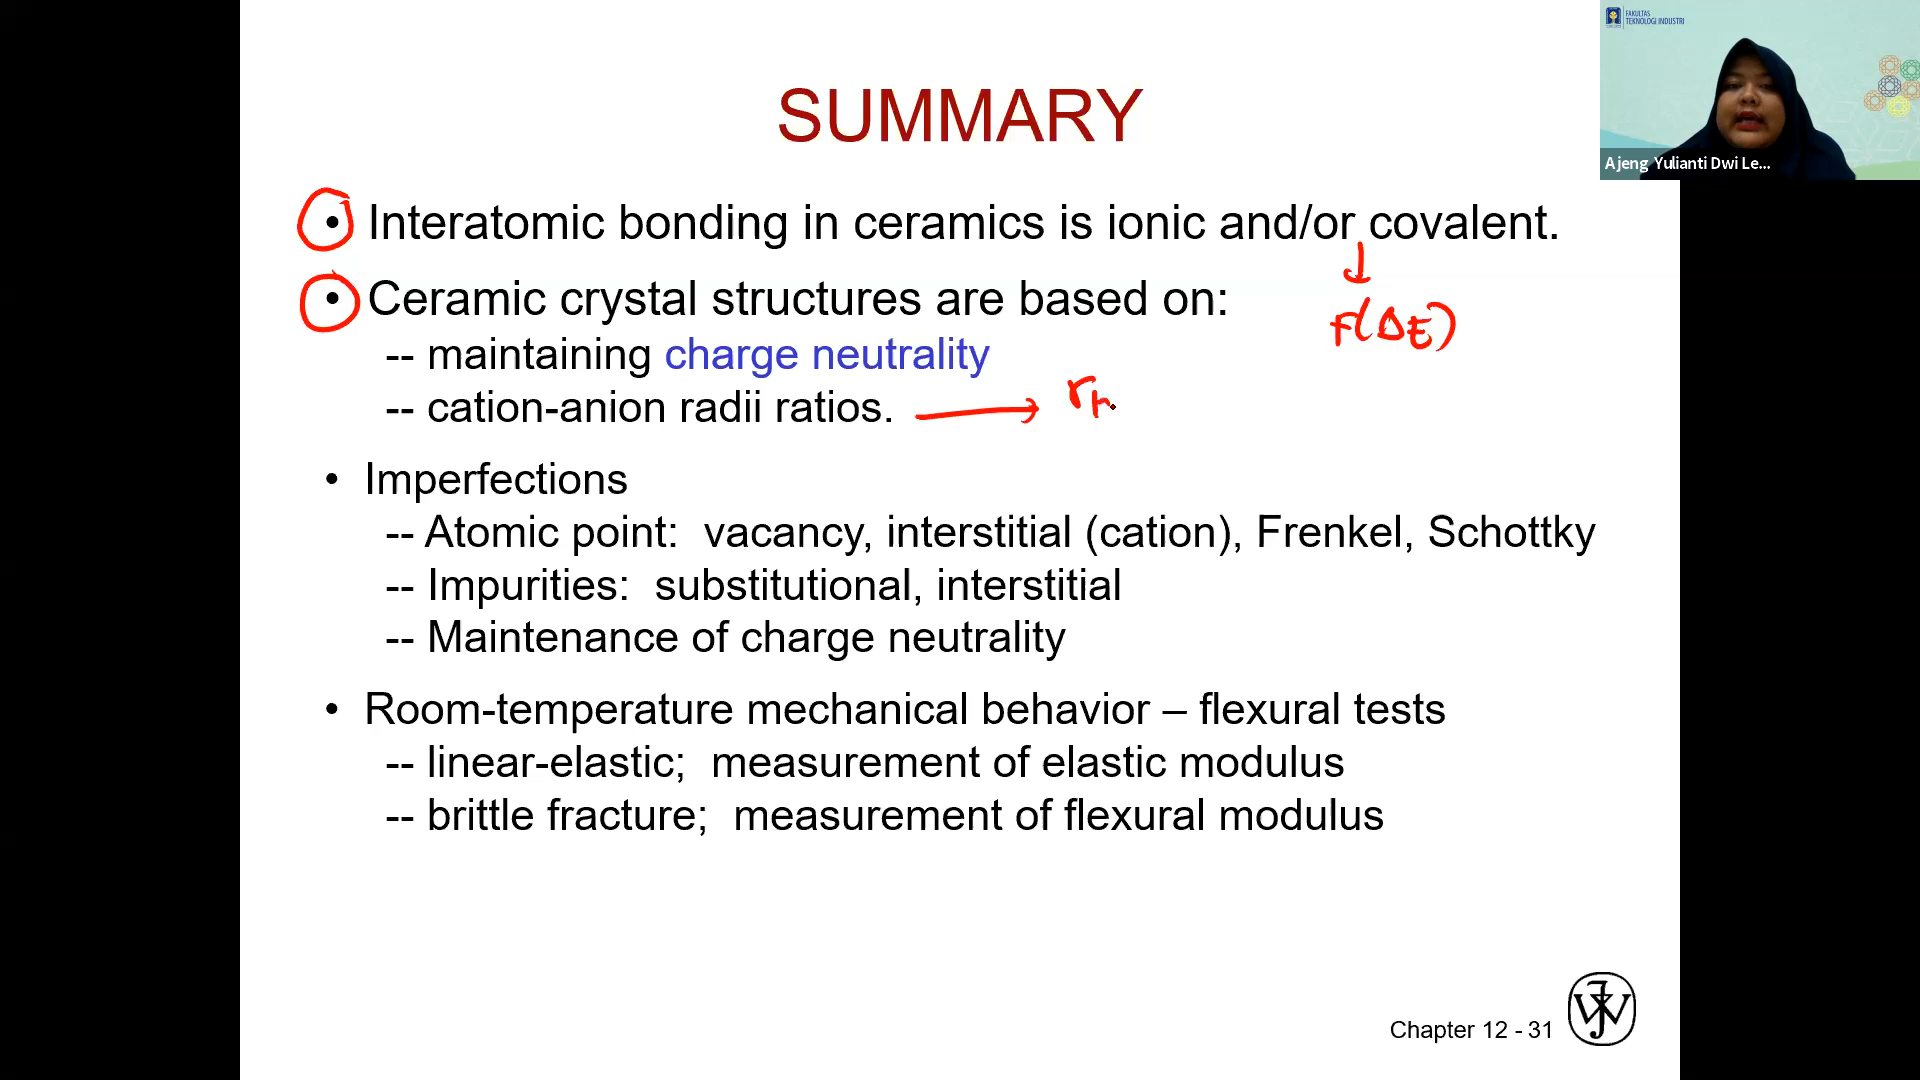 FAKULTAS
TEKNOLOGI INDUSTRI
Ajeng Yulianti Dwi Le...
SUMMARY
• Interatomic bonding in ceramics is ionic and/or covalent.
• Ceramic crystal structures are based on:
F(ΔE)
-- maintaining charge neutrality
-- cation-anion radii ratios.
• Imperfections
-- Atomic point: vacancy, interstitial (cation), Frenkel, Schottky
-- Impurities: substitutional, interstitial
-- Maintenance of charge neutrality
• Room-temperature mechanical behavior – flexural tests
-- linear-elastic; measurement of elastic modulus
-- brittle fracture; measurement of flexural modulus
Chapter 12 - 31